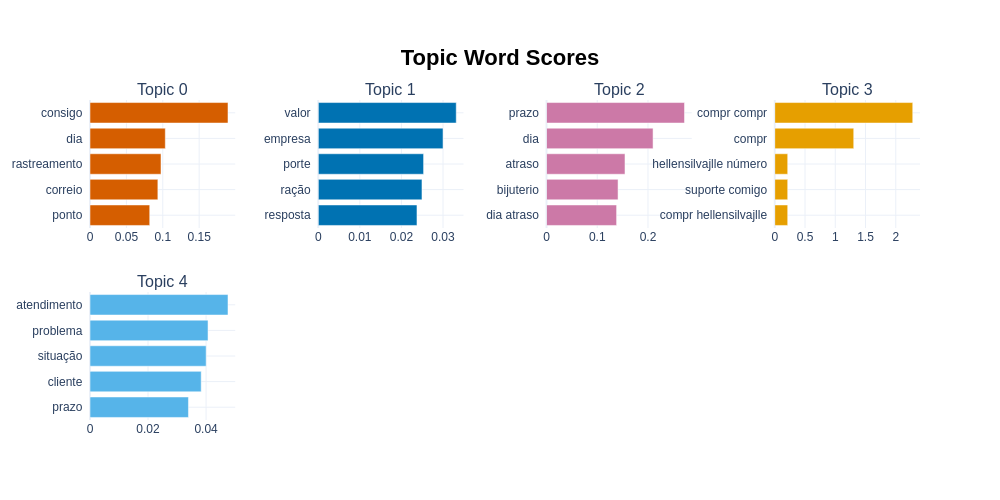 Topic Word Scores
Topic 0
consigo
dia
rastreamento
correio
ponto
0 0.05 0.1 0.15
Topic 1
valor
empresa
porte
ração
resposta
0 0.01 0.02 0.03
Topic 2
prazo
dia
atraso
bijuterio
dia atraso
0 0.1 0.2
Topic 3
compr compr
compr
hellensilvajlle número
suporte comigo
compr hellensilvajlle
0 0.5 1 1.5 2
Topic 4
atendimento
problema
situação
cliente
prazo
0 0.02 0.04